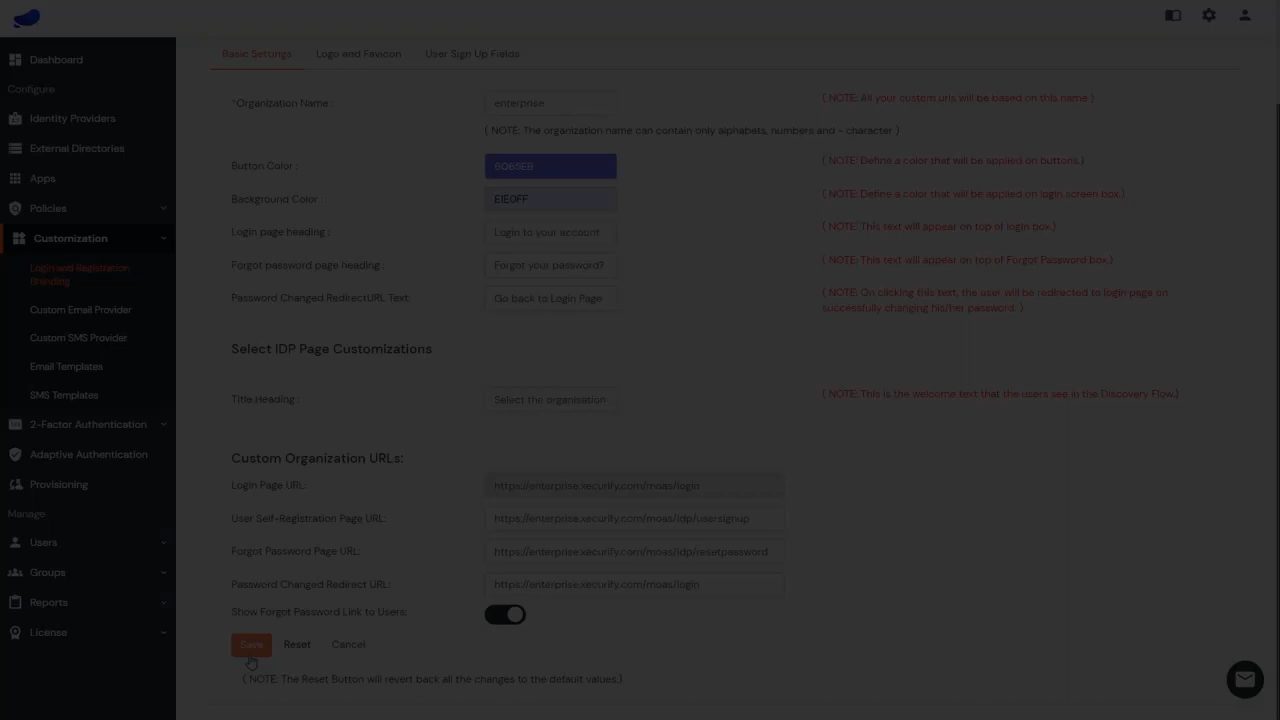 Dashboard
Configure
Identity Providers
External Directories
Apps
Policies
Customization
Login and Registration
Branding
Custom Email Provider
Custom SMS Provider
Email Templates
SMS Templates
2-Factor Authentication
Adaptive Authentication
Provisioning
Manage
Users
Groups
Reports
License
Basic Settings
Logo and Favicon
User Sign Up Fields
*Organization Name :
enterprise
( NOTE: All your custom urls will be based on this name )
( NOTE: The organization name can contain only alphabets, numbers and - character )
Button Color :
6065EB
( NOTE: Define a color that will be applied on buttons.)
Background Color
E1E0FF
( NOTE: Define a color that will be applied on login screen box.)
Login page heading :
Login to your account
( NOTE: This text will appear on top of login box.)
Forgot password page heading :
Forgot your password?
( NOTE: This text will appear on top of Forgot Password box.)
Password Changed RedirectURL Text:
Go back to Login Page
( NOTE: On clicking this text, the user will be redirected to login page on
successfully changing his/her password. )
Select IDP Page Customizations
Title Heading :
Select the organisation
( NOTE: This is the welcome text that the users see in the Discovery Flow.)
Custom Organization URLs:
Login Page URL:
https://enterprise.xecurify.com/moas/login
User Self-Registration Page URL:
https://enterprise.xecurify.com/moas/idp/usersignup
Forgot Password Page URL:
https://enterprise.xecurify.com/moas/idp/resetpassword
Password Changed Redirect URL:
https://enterprise.xecurify.com/moas/login
Show Forgot Password Link to Users:
Save
Reset
Cancel
( NOTE: The Reset Button will revert back all the changes to the default values.)